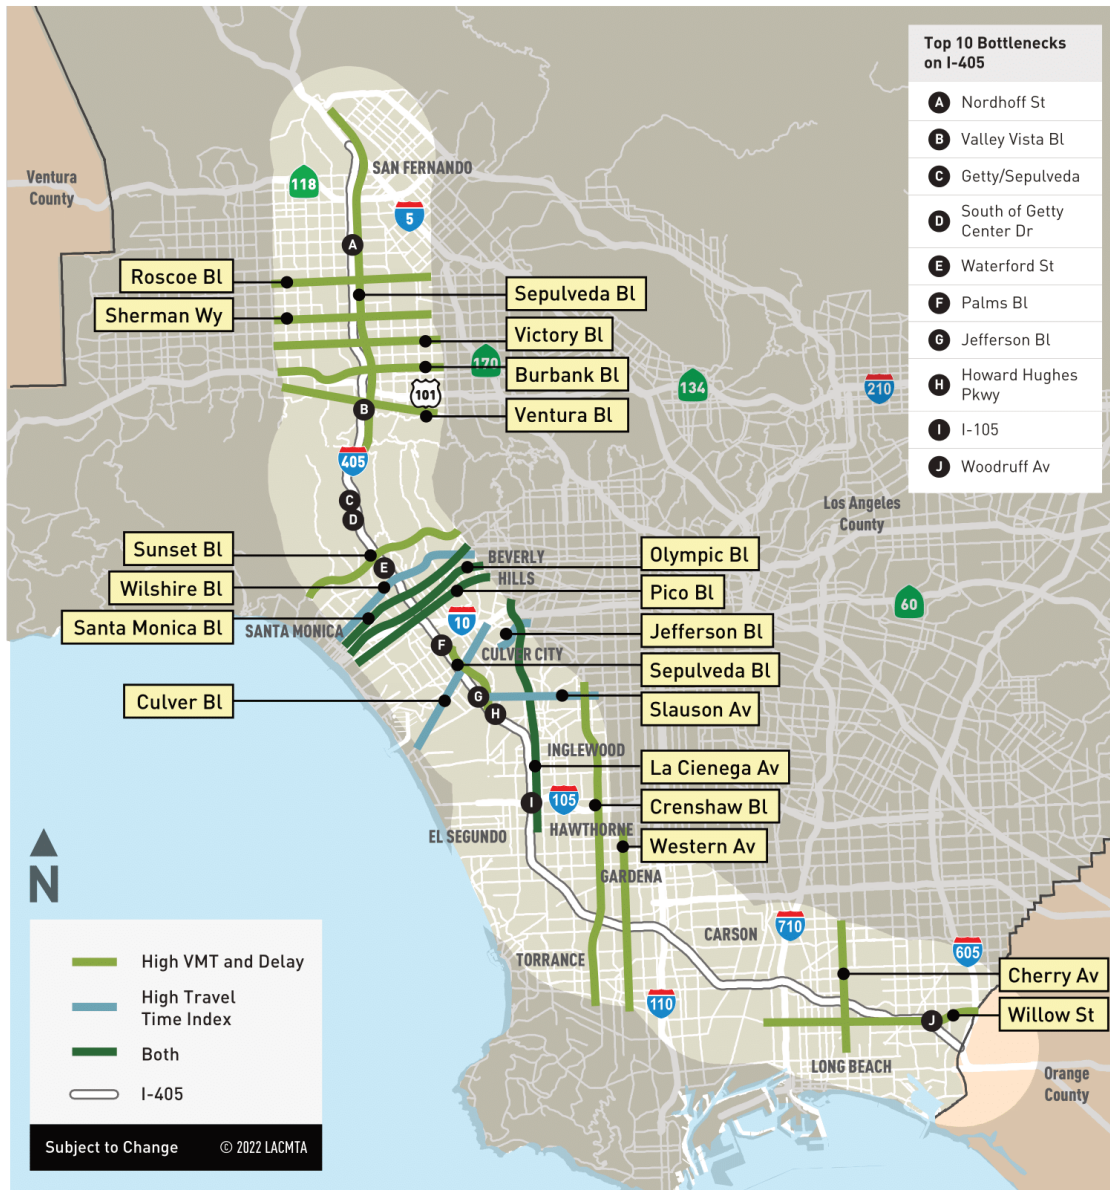 Top 10 Bottlenecks
on I-405
A Nordhoff St
B Valley Vista Bl
C Getty/Sepulveda
D South of Getty
Center Dr
E Waterford St
F Palms Bl
G Jefferson Bl
H Howard Hughes
Pkwy
I I-105
J Woodruff Av
Ventura
County
SAN FERNANDO
118
5
A
Roscoe Bl
Sepulveda Bl
Sherman Wy
Victory Bl
170
Burbank Bl
134
210
101
Ventura Bl
B
405
C
D
Los Angeles
County
Sunset Bl
Olympic Bl
BEVERLY
HILLS
E
Wilshire Bl
Pico Bl
60
Santa Monica Bl
SANTA MONICA
10
Jefferson Bl
F
CULVER CITY
Sepulveda Bl
Culver Bl
G
H
Slauson Av
INGLEWOOD
La Cienega Av
I
105
Crenshaw Bl
EL SEGUNDO
HAWTHORNE
Western Av
GARDENA
N
CARSON
710
605
TORRANCE
Cherry Av
110
Willow St
J
LONG BEACH
Orange
County
High VMT and Delay
High Travel
Time Index
Both
I-405
Subject to Change © 2022 LACMTA